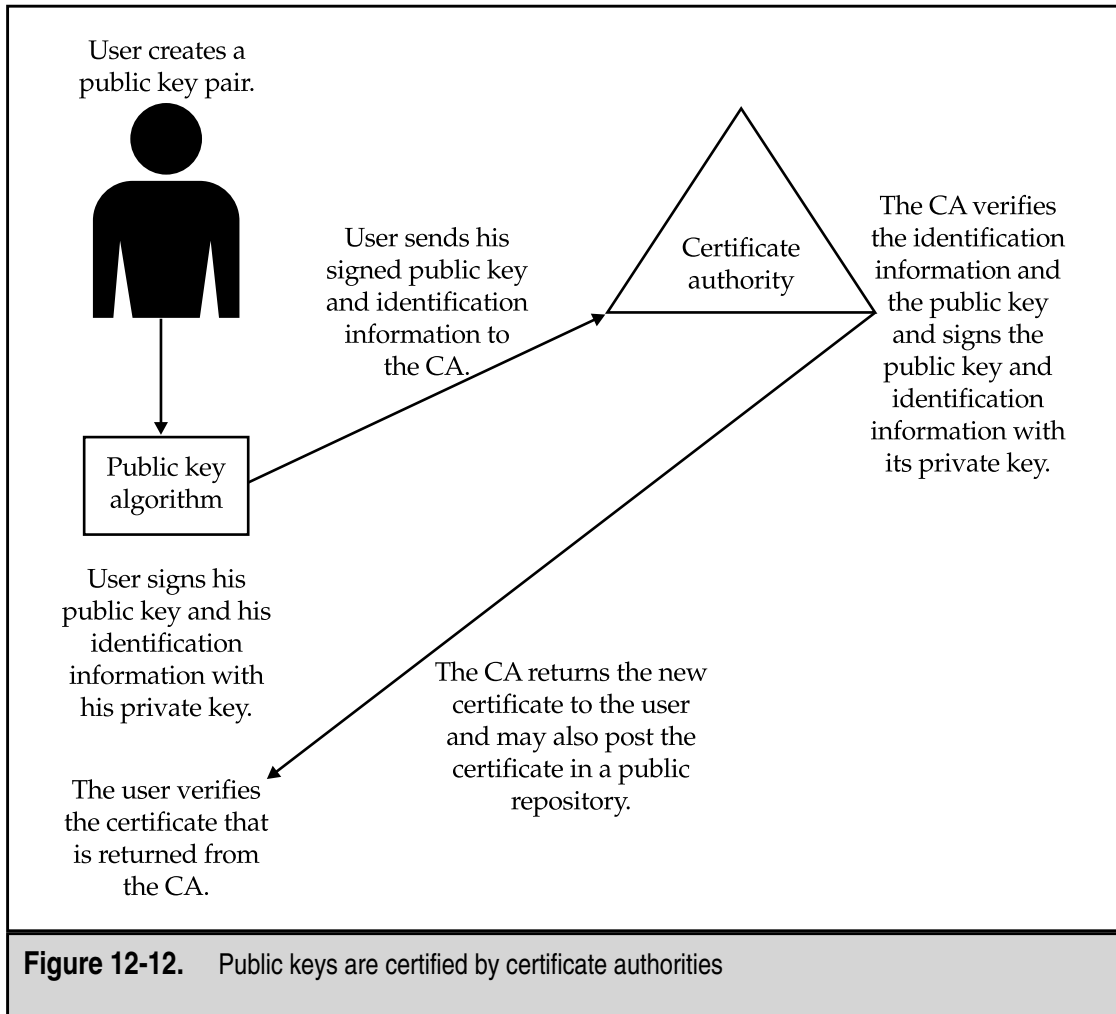 User creates a
public key pair.
User sends his
signed public key
and identification
information to
the CA.
Certificate
authority
The CA verifies
the identification
information and
the public key
and signs the
public key and
identification
information with
its private key.
Public key
algorithm
User signs his
public key and his
identification
information with
his private key.
The CA returns the new
certificate to the user
and may also post the
certificate in a public
repository.
The user verifies
the certificate that
is returned from
the CA.
Figure 12-12. Public keys are certified by certificate authorities